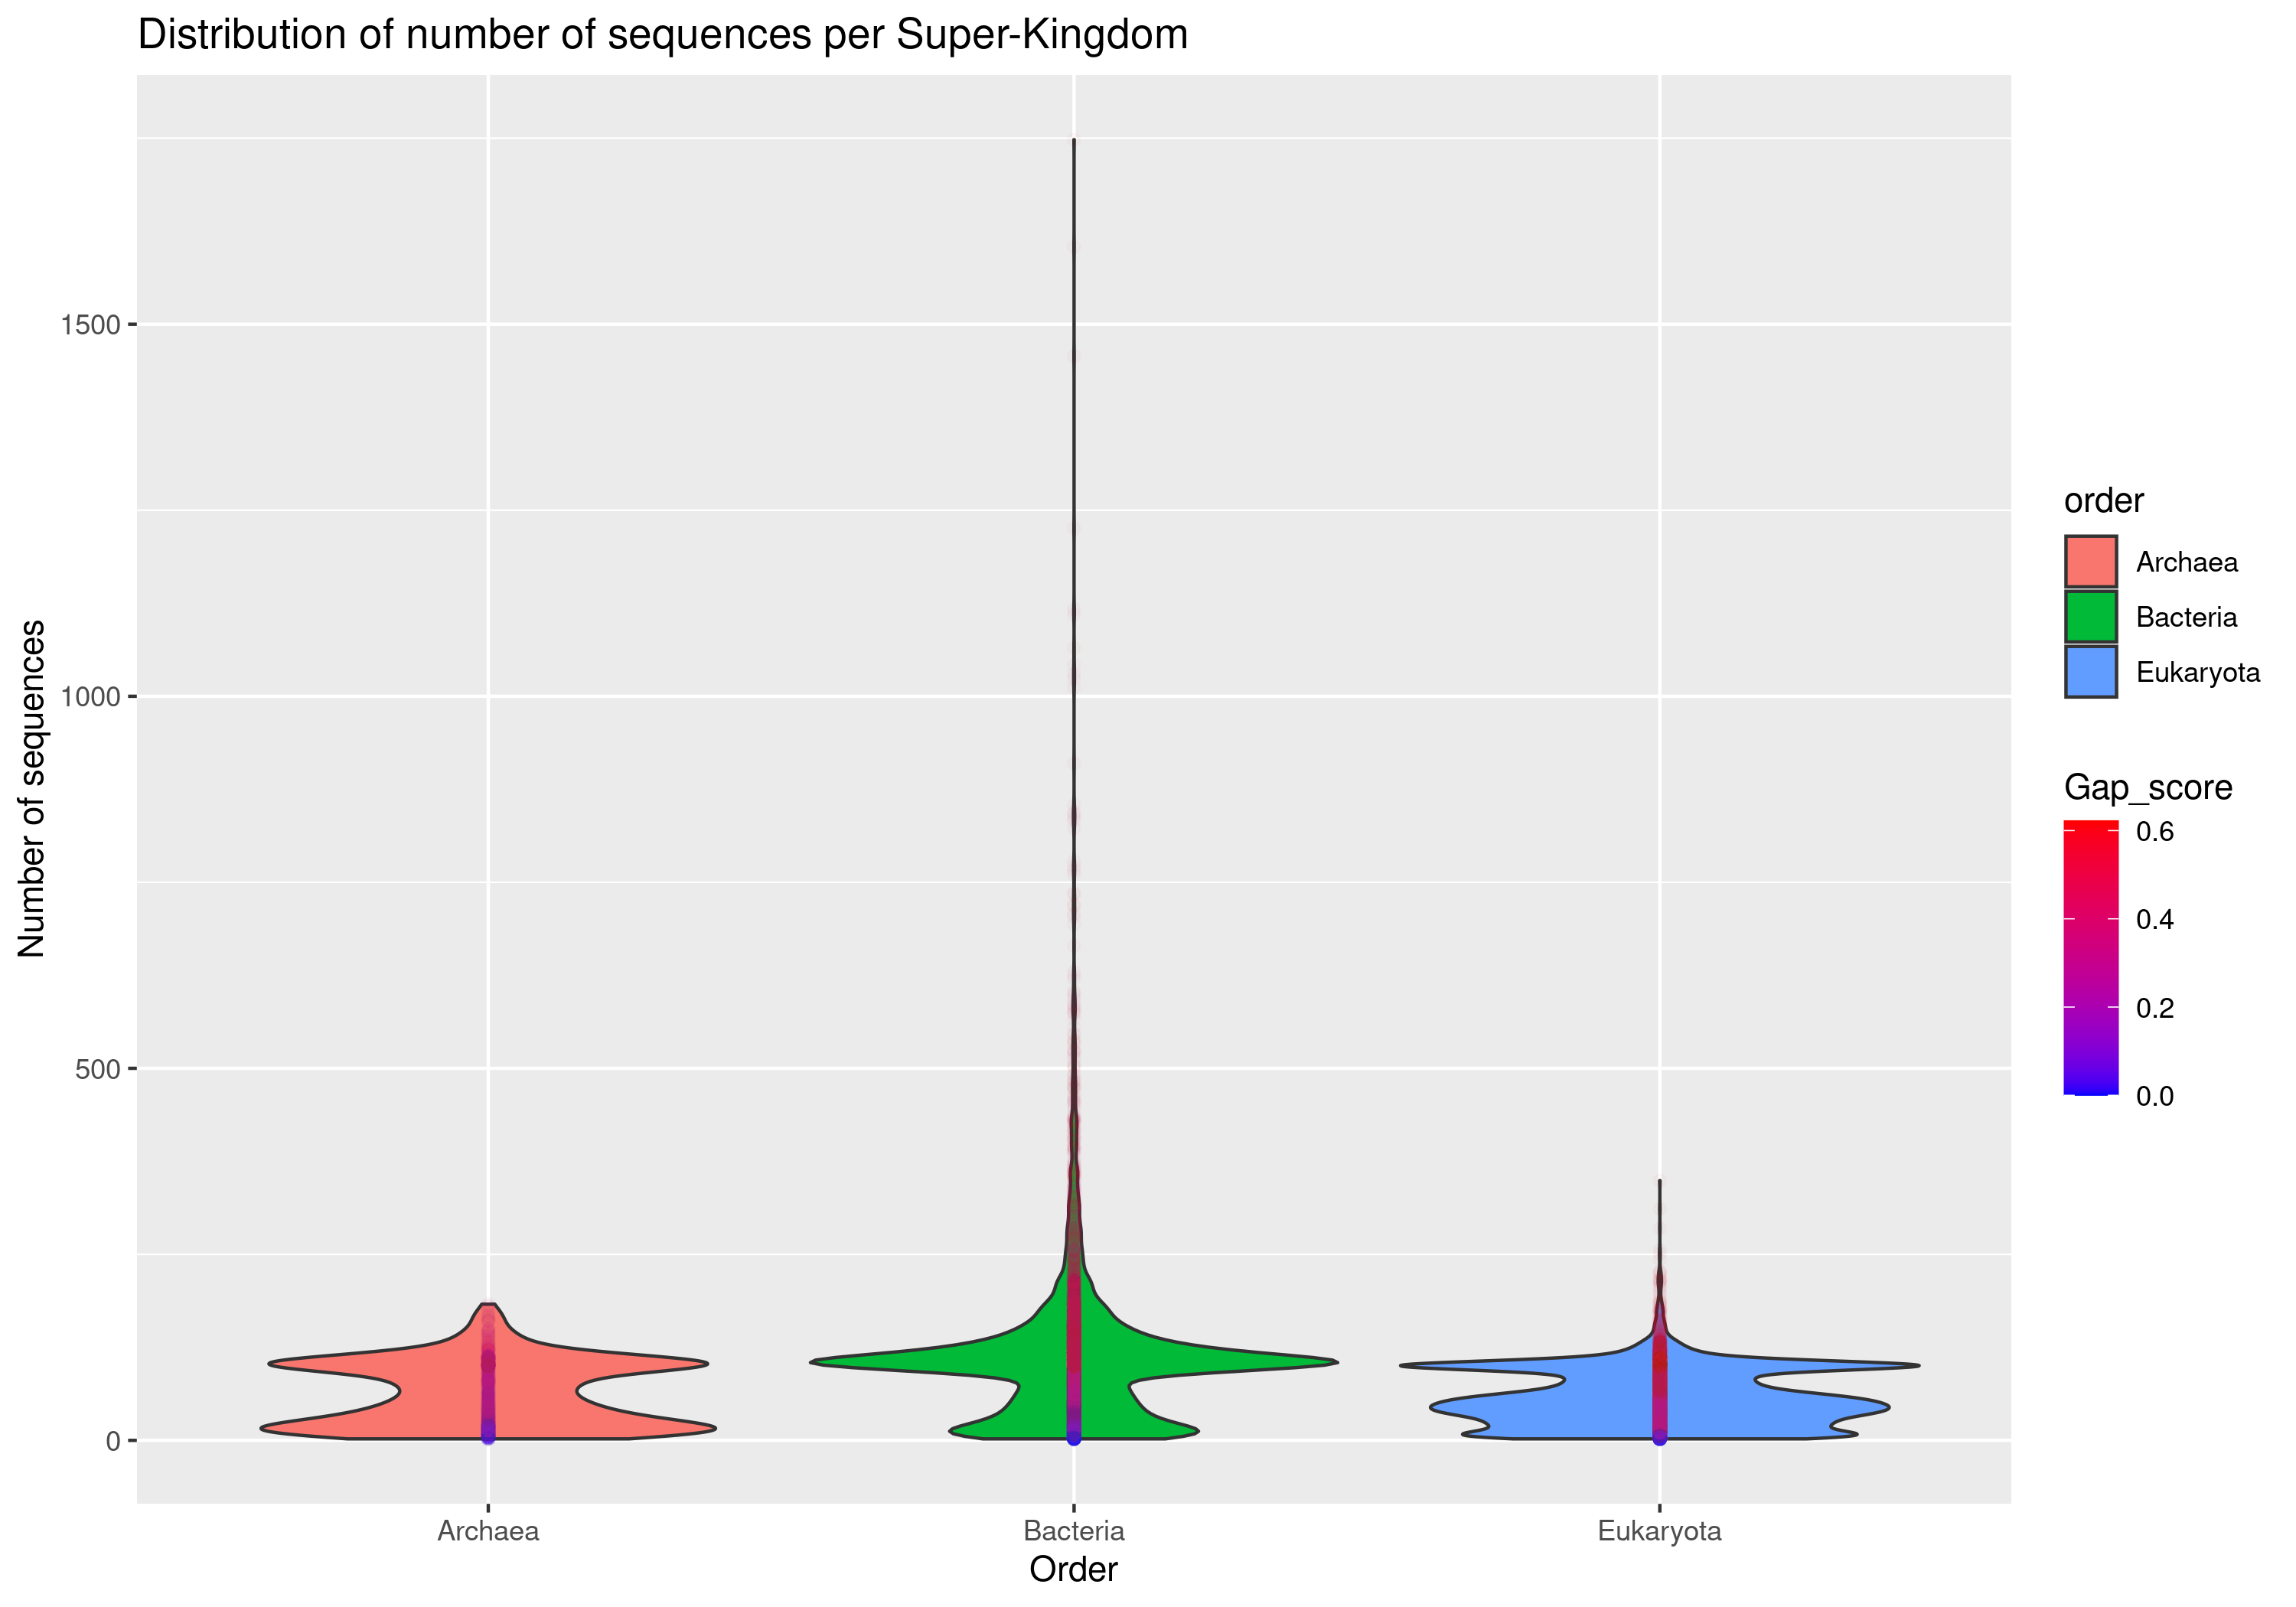 Distribution of number of sequences per Super-Kingdom
Number of sequences
1500
1000
500
0
Archaea
Bacteria
Eukaryota
Order
order
Archaea
Bacteria
Eukaryota
Gap_score
0.6
0.4
0.2
0.0